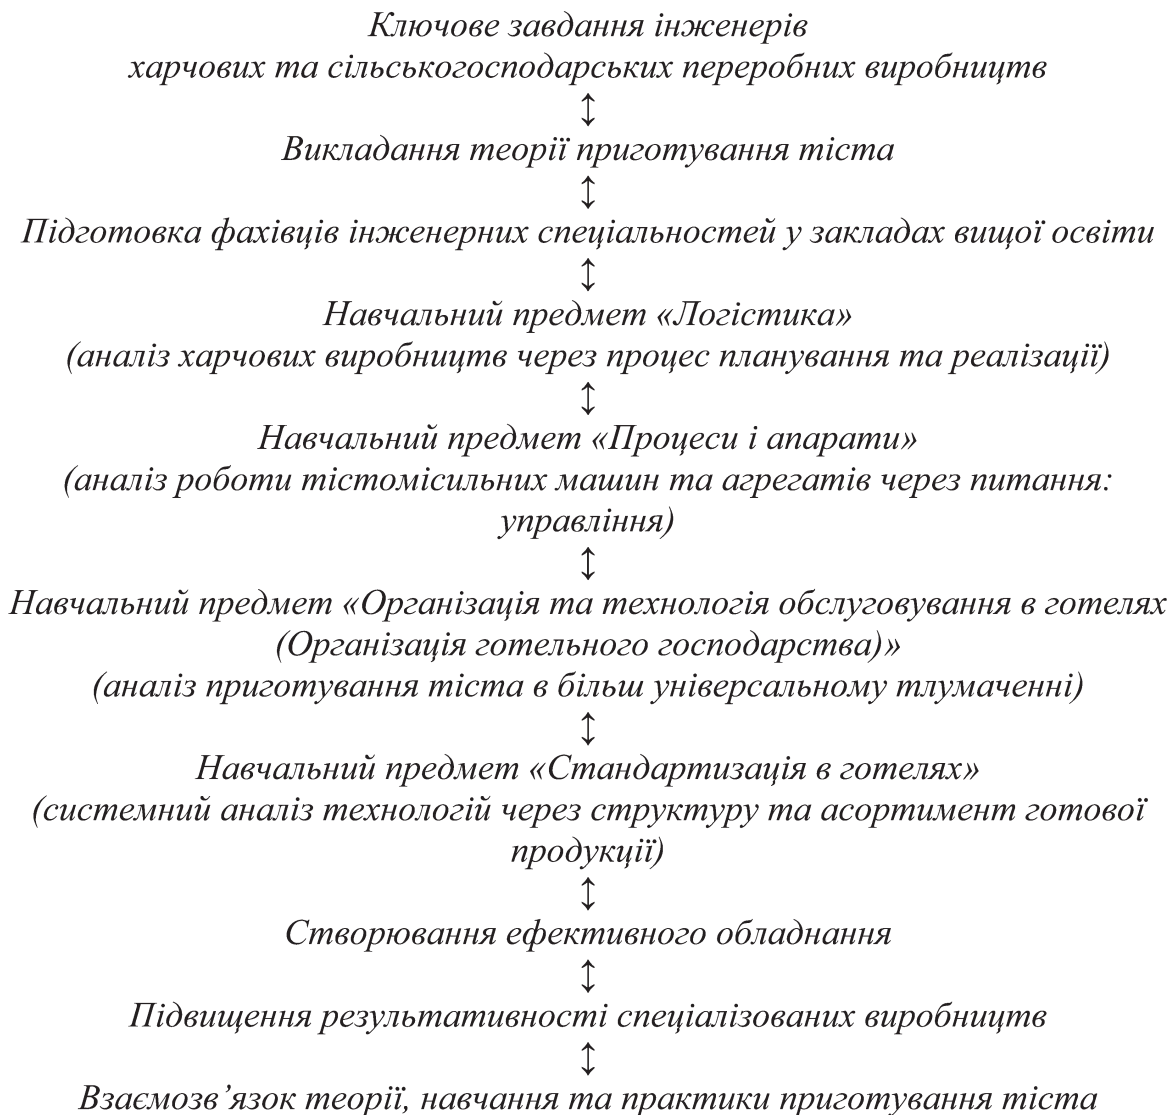 Ключове завдання інженерів
харчових та сільськогосподарських переробних виробництв
↕
Викладання теорії приготування тіста
↕
Підготовка фахівців інженерних спеціальностей у закладах вищої освіти
↕
Навчальний предмет «Логістика»
(аналіз харчових виробництв через процес планування та реалізації)
↕
Навчальний предмет «Процеси і апарати»
(аналіз роботи тістомісильних машин та агрегатів через питання:
управління)
↕
Навчальний предмет «Організація та технологія обслуговування в готелях
(Організація готельного господарства)»
(аналіз приготування тіста в більш універсальному тлумаченні)
↕
Навчальний предмет «Стандартизація в готелях»
(системний аналіз технологій через структуру та асортимент готової
продукції)
↕
Створювання ефективного обладнання
↕
Підвищення результативності спеціалізованих виробництв
↕
Взаємозв’язок теорії, навчання та практики приготування тіста